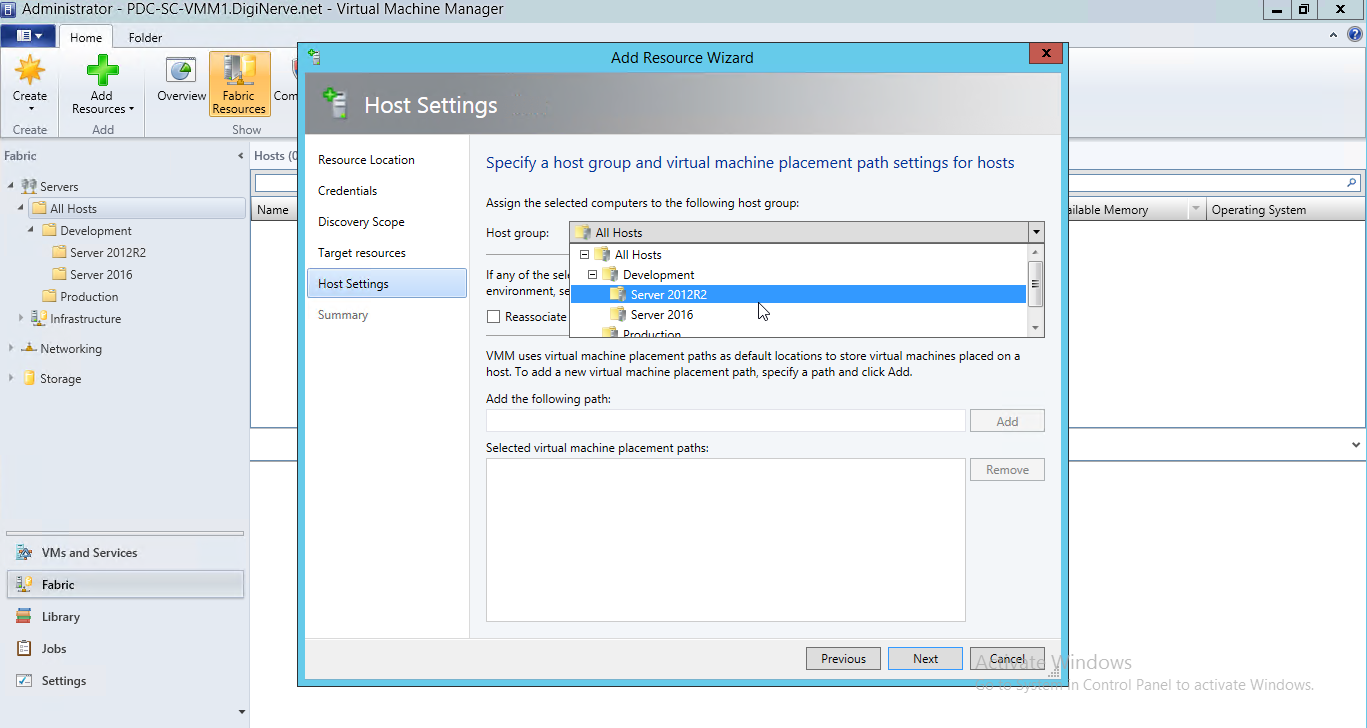 Administrator - PDC-SC-VMM1.DigiNerve.net - Virtual Machine Manager
Home
Folder
Create
Add
Resources
Overview
Fabric
Resources
Com
Create
Add
Show
Fabric
Servers
All Hosts
Development
Server 2012R2
Server 2016
Production
Infrastructure
Networking
Storage
VMs and Services
Fabric
Library
Jobs
Settings
Hosts (0
Name
ailable Memory
Operating System
Add Resource Wizard
Host Settings
Resource Location
Credentials
Discovery Scope
Target resources
Host Settings
Summary
Specify a host group and virtual machine placement path settings for hosts
Assign the selected computers to the following host group:
Host group:
All Hosts
All Hosts
Development
Server 2012R2
Server 2016
Production
If any of the sel
environment, se
Reassociate
VMM uses virtual machine placement paths as default locations to store virtual machines placed on a
host. To add a new virtual machine placement path, specify a path and click Add.
Add the following path:
Add
Selected virtual machine placement paths:
Remove
Previous
Next
Cancel
Activate Windows
Go to System in Control Panel to activate Windows.